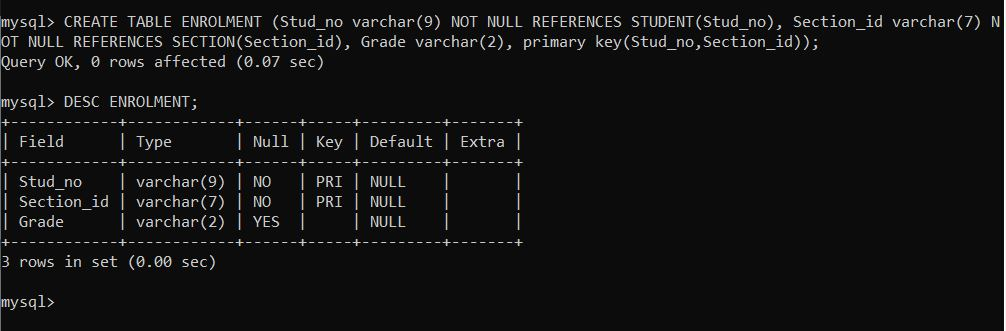 mysql> CREATE TABLE ENROLMENT (Stud_no varchar(9) NOT NULL REFERENCES STUDENT(Stud_no), Section_id varchar(7) N
OT NULL REFERENCES SECTION(Section_id), Grade varchar(2), primary key(Stud_no,Section_id));
Query OK, 0 rows affected (0.07 sec)

mysql> DESC ENROLMENT;
+------------+------------+------+-----+---------+-------+
| Field      | Type       | Null | Key | Default | Extra |
+------------+------------+------+-----+---------+-------+
| Stud_no    | varchar(9) | NO   | PRI | NULL    |       |
| Section_id | varchar(7) | NO   | PRI | NULL    |       |
| Grade      | varchar(2) | YES  |     | NULL    |       |
+------------+------------+------+-----+---------+-------+
3 rows in set (0.00 sec)

mysql>